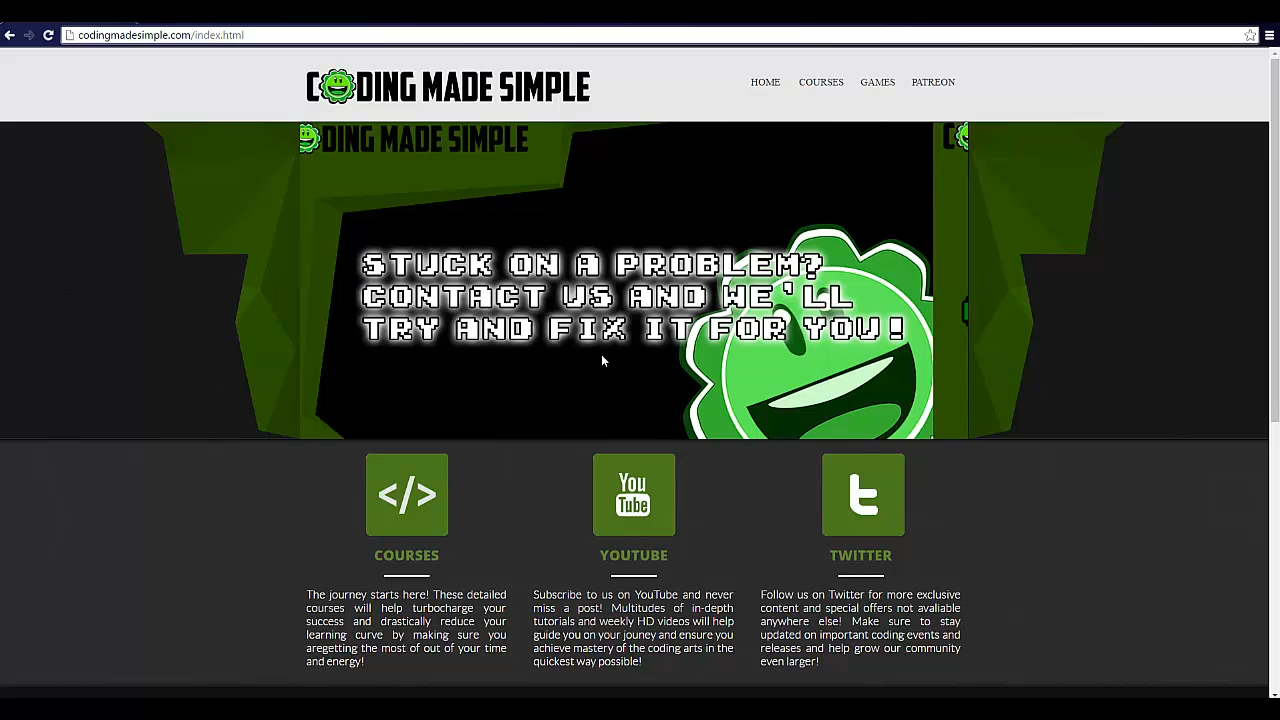 codingmadesimple.com/index.html
CODING MADE SIMPLE
HOME COURSES GAMES PATREON
DING MADE SIMPLE
C
STUCK ON A PROBLEM?
CONTACT US AND WE'LL
TRY AND FIX IT FOR YOU!
</>
You
Tube
t
COURSES
YOUTUBE
TWITTER
The journey starts here! These detailed
courses will help turbocharge your
success and drastically reduce your
learning curve by making sure you
aregetting the most of out of your time
and energy!
Subscribe to us on YouTube and never
miss a post! Multitudes of in-depth
tutorials and weekly HD videos will help
guide you on your jouney and ensure you
achieve mastery of the coding arts in the
quickest way possible!
Follow us on Twitter for more exclusive
content and special offers not avaliable
anywhere else! Make sure to stay
updated on important coding events and
releases and help grow our community
even larger!